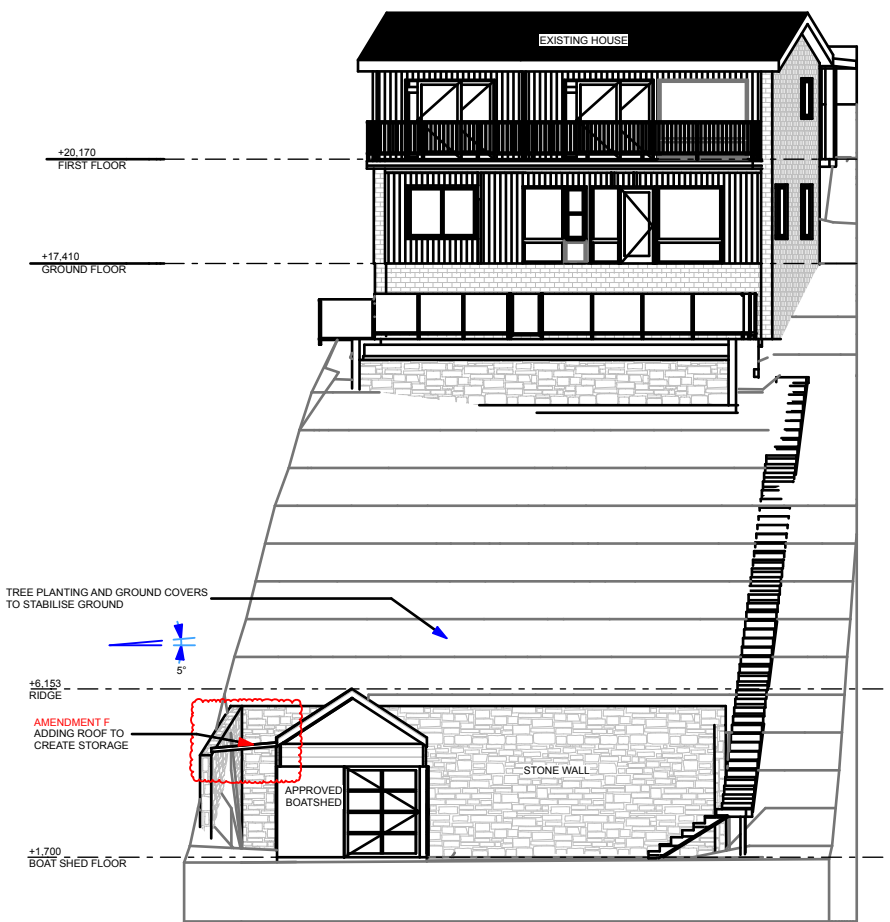 EXISTING HOUSE
+20,170
FIRST FLOOR
+17,410
GROUND FLOOR
TREE PLANTING AND GROUND COVERS
TO STABILISE GROUND
5°
+6,153
RIDGE
AMENDMENT F
ADDING ROOF TO
CREATE STORAGE
STONE WALL
APPROVED
BOATSHED
+1,700
BOAT SHED FLOOR